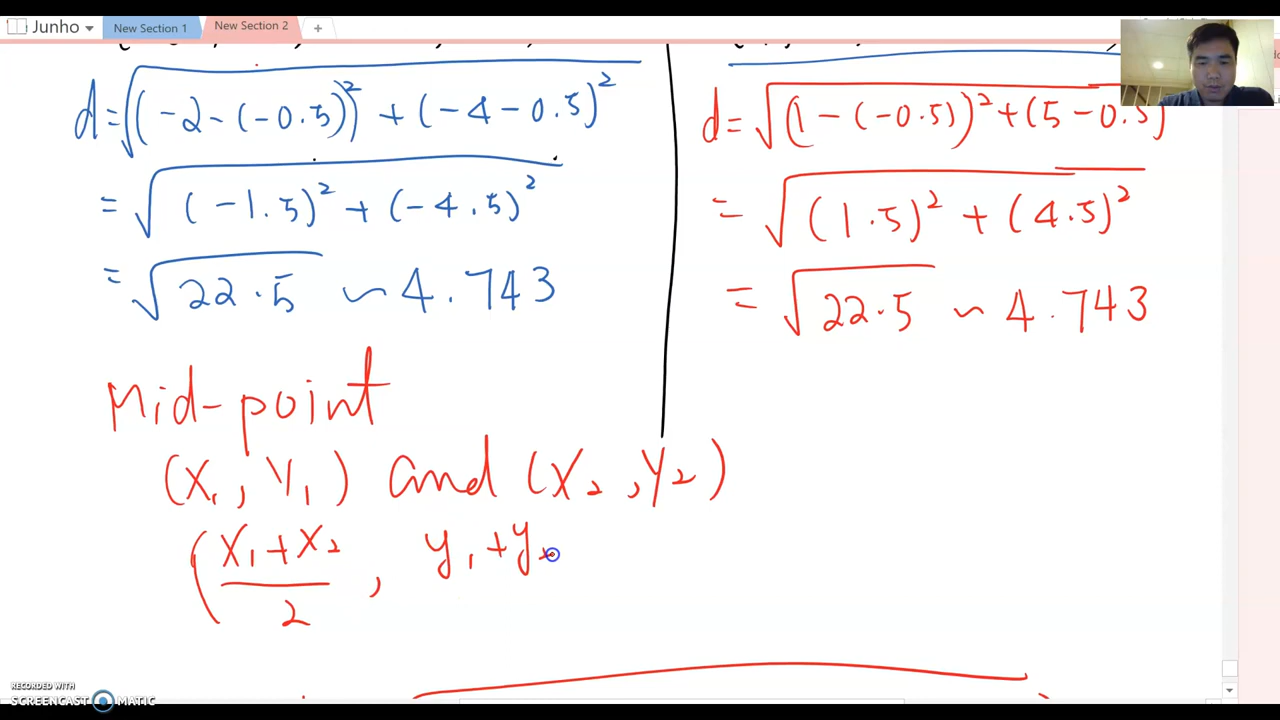 Junho
New Section 1
New Section 2
+
d=√((-2-(-0.5))² + (-4-0.5)²
= √(-1.5)² + (-4.5)²
= √22.5 ∽ 4.743
d=√(1-(-0.5))²+(5-0.5)
= √(1.5)² + (4.5)²
= √22.5 ∽ 4.743
Mid-point
(X₁, Y₁) and (X₂, Y₂)
(X₁+X₂/2, y₁+y
RECORDED WITH
SCREENCAST MATIC